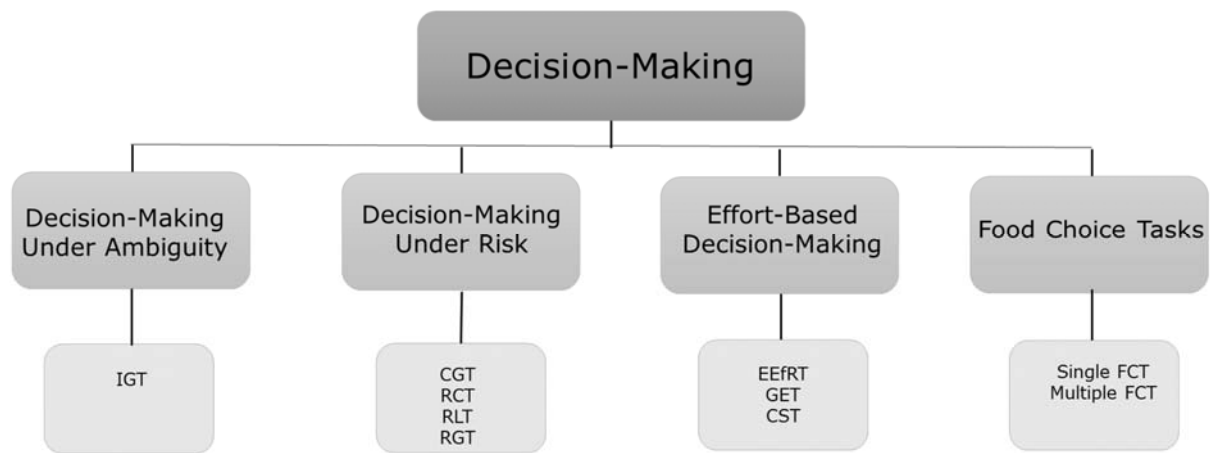 Decision-Making
Decision-Making
Under Ambiguity
Decision-Making
Under Risk
Effort-Based
Decision-Making
Food Choice Tasks
IGT
CGT
RCT
RLT
RGT
EEfRT
GET
CST
Single FCT
Multiple FCT